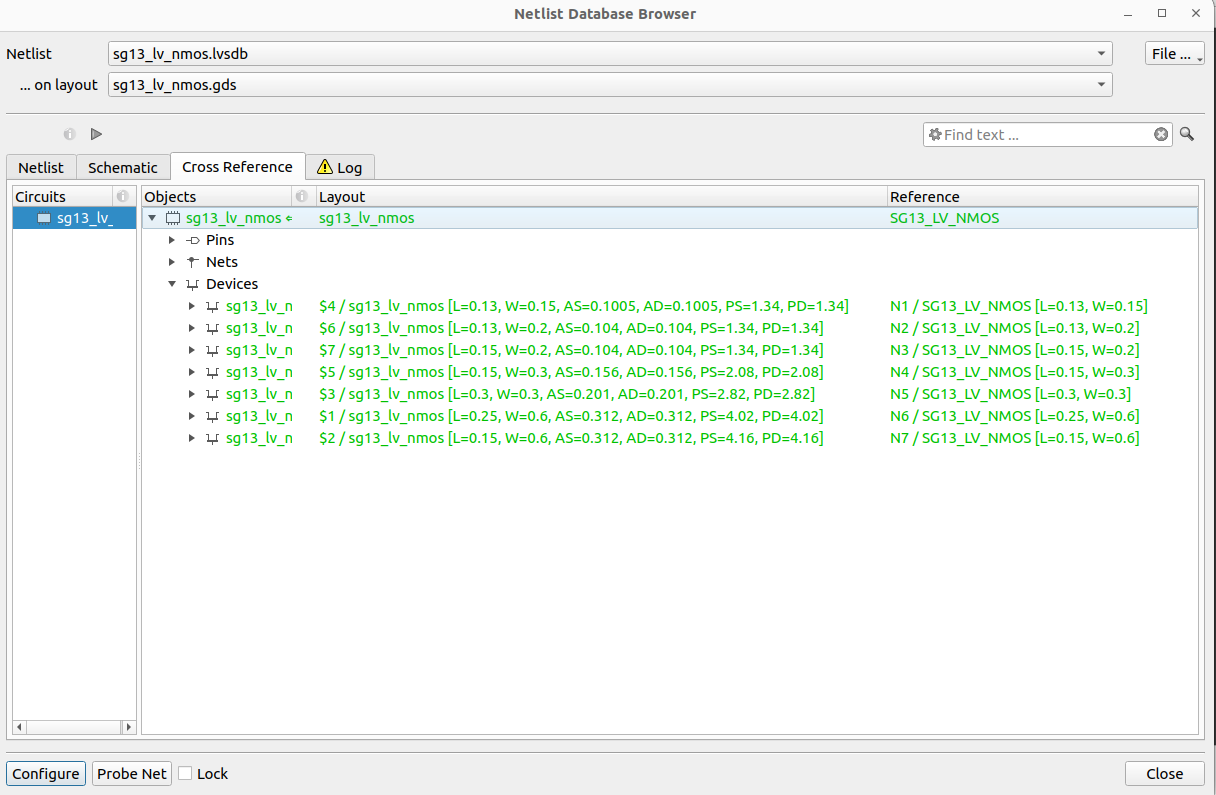 Netlist Database Browser
Netlist sg13_lv_nmos.lvsdb File ...
... on layout sg13_lv_nmos.gds
Find text ...
Netlist Schematic Cross Reference Log
Circuits Objects Layout Reference
sg13_lv_ sg13_lv_nmos sg13_lv_nmos SG13_LV_NMOS
Pins
Nets
Devices
sg13_lv_n $4 / sg13_lv_nmos [L=0.13, W=0.15, AS=0.1005, AD=0.1005, PS=1.34, PD=1.34] N1 / SG13_LV_NMOS [L=0.13, W=0.15]
sg13_lv_n $6 / sg13_lv_nmos [L=0.13, W=0.2, AS=0.104, AD=0.104, PS=1.34, PD=1.34] N2 / SG13_LV_NMOS [L=0.13, W=0.2]
sg13_lv_n $7 / sg13_lv_nmos [L=0.15, W=0.2, AS=0.104, AD=0.104, PS=1.34, PD=1.34] N3 / SG13_LV_NMOS [L=0.15, W=0.2]
sg13_lv_n $5 / sg13_lv_nmos [L=0.15, W=0.3, AS=0.156, AD=0.156, PS=2.08, PD=2.08] N4 / SG13_LV_NMOS [L=0.15, W=0.3]
sg13_lv_n $3 / sg13_lv_nmos [L=0.3, W=0.3, AS=0.201, AD=0.201, PS=2.82, PD=2.82] N5 / SG13_LV_NMOS [L=0.3, W=0.3]
sg13_lv_n $1 / sg13_lv_nmos [L=0.25, W=0.6, AS=0.312, AD=0.312, PS=4.02, PD=4.02] N6 / SG13_LV_NMOS [L=0.25, W=0.6]
sg13_lv_n $2 / sg13_lv_nmos [L=0.15, W=0.6, AS=0.312, AD=0.312, PS=4.16, PD=4.16] N7 / SG13_LV_NMOS [L=0.15, W=0.6]
Configure Probe Net Lock Close